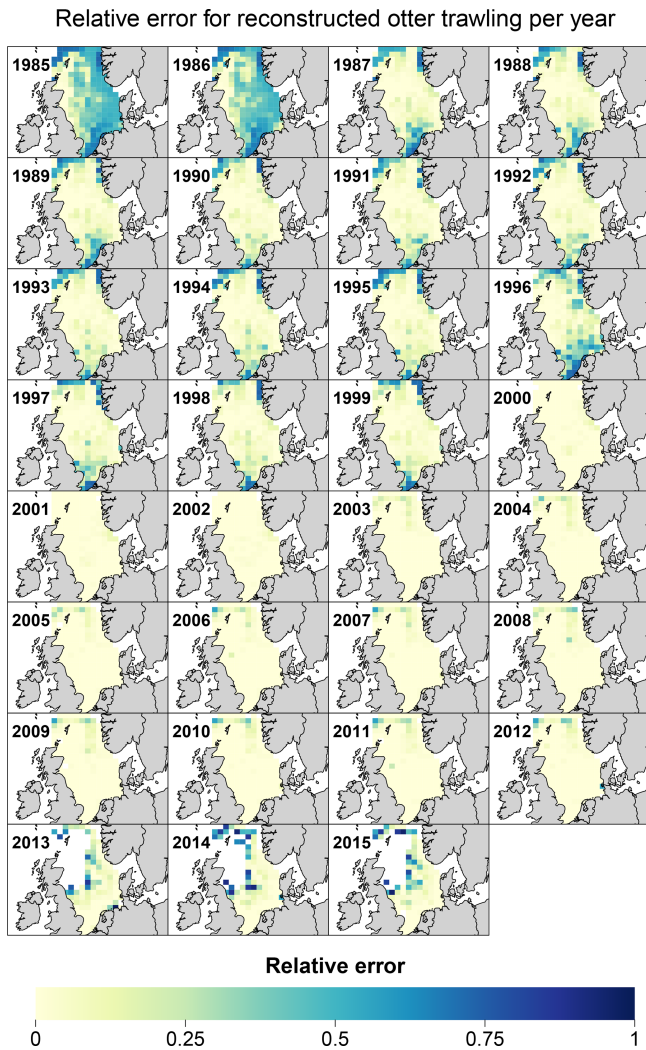 Relative error for reconstructed otter trawling per year
1985 1986 1987 1988
1989 1990 1991 1992
1993 1994 1995 1996
1997 1998 1999 2000
2001 2002 2003 2004
2005 2006 2007 2008
2009 2010 2011 2012
2013 2014 2015
Relative error
0 0.25 0.5 0.75 1